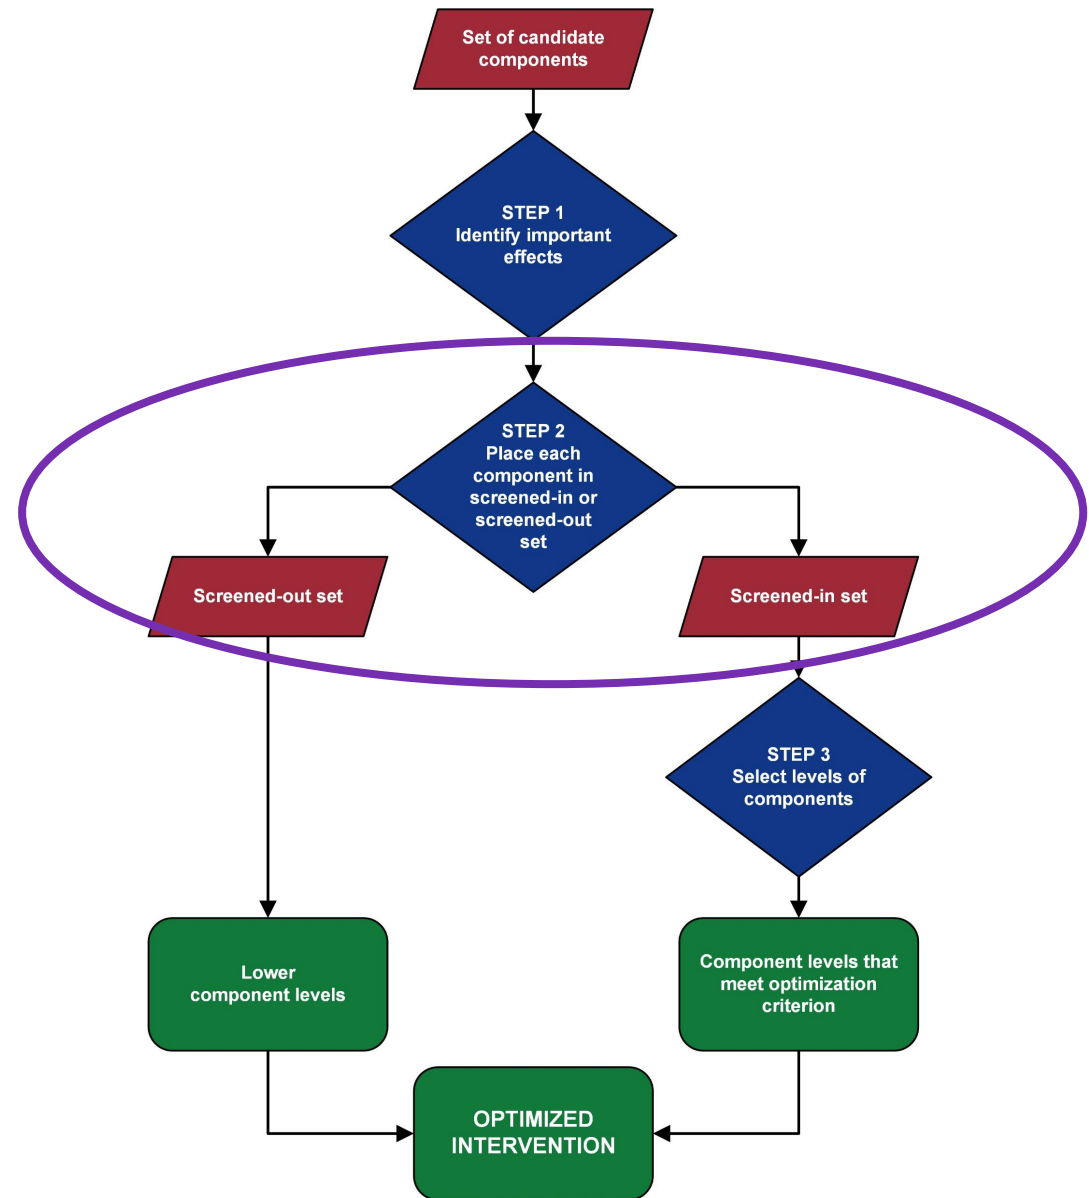 Set of candidate
components
STEP 1
Identify important
effects
STEP 2
Place each
component in
screened-in or
screened-out
set
Screened-out set
Screened-in set
STEP 3
Select levels of
components
Lower
component levels
Component levels that
meet optimization
criterion
OPTIMIZED
INTERVENTION